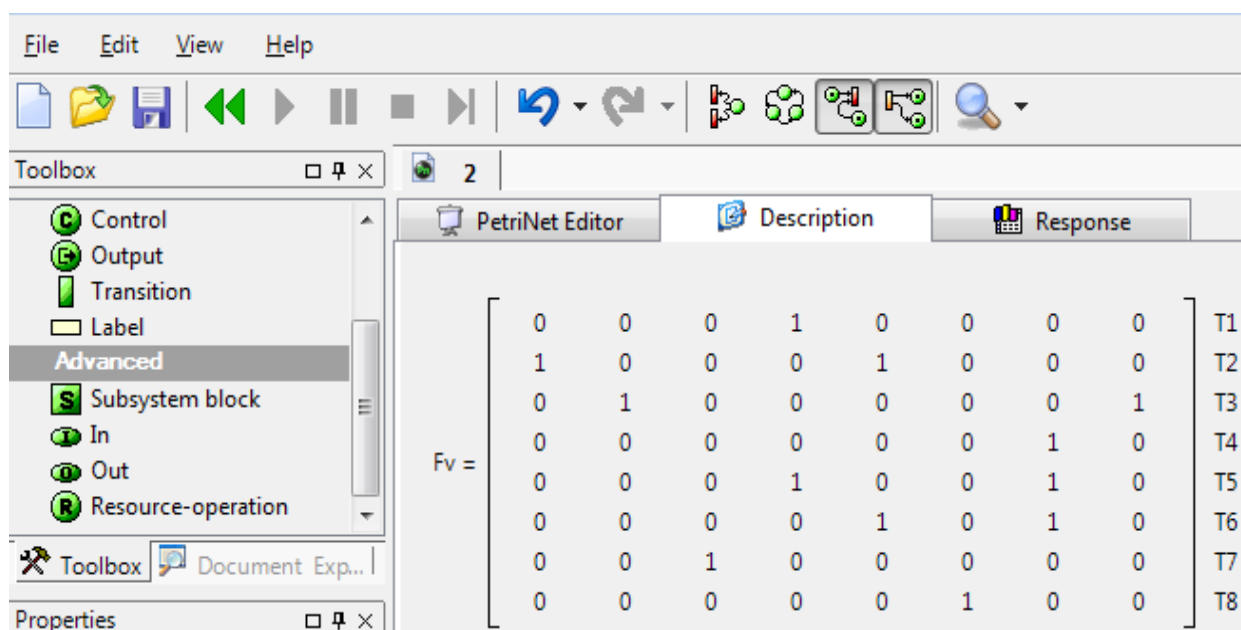 File Edit View Help
Toolbox
2
Control
Output
Transition
Label
Advanced
Subsystem block
In
Out
Resource-operation
Toolbox Document Exp...
Properties
PetriNet Editor Description Response
Fv =
0 0 0 1 0 0 0 0 T1
1 0 0 0 1 0 0 0 T2
0 1 0 0 0 0 0 1 T3
0 0 0 0 0 0 1 0 T4
0 0 0 1 0 0 1 0 T5
0 0 0 0 1 0 1 0 T6
0 0 1 0 0 0 0 0 T7
0 0 0 0 0 1 0 0 T8